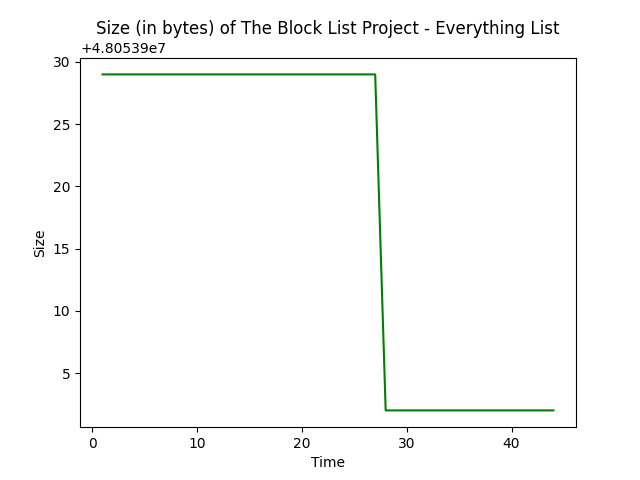 Size (in bytes) of The Block List Project - Everything List
+4.80539e7
30
25
20
15
10
5
Size
0 10 20 30 40
Time